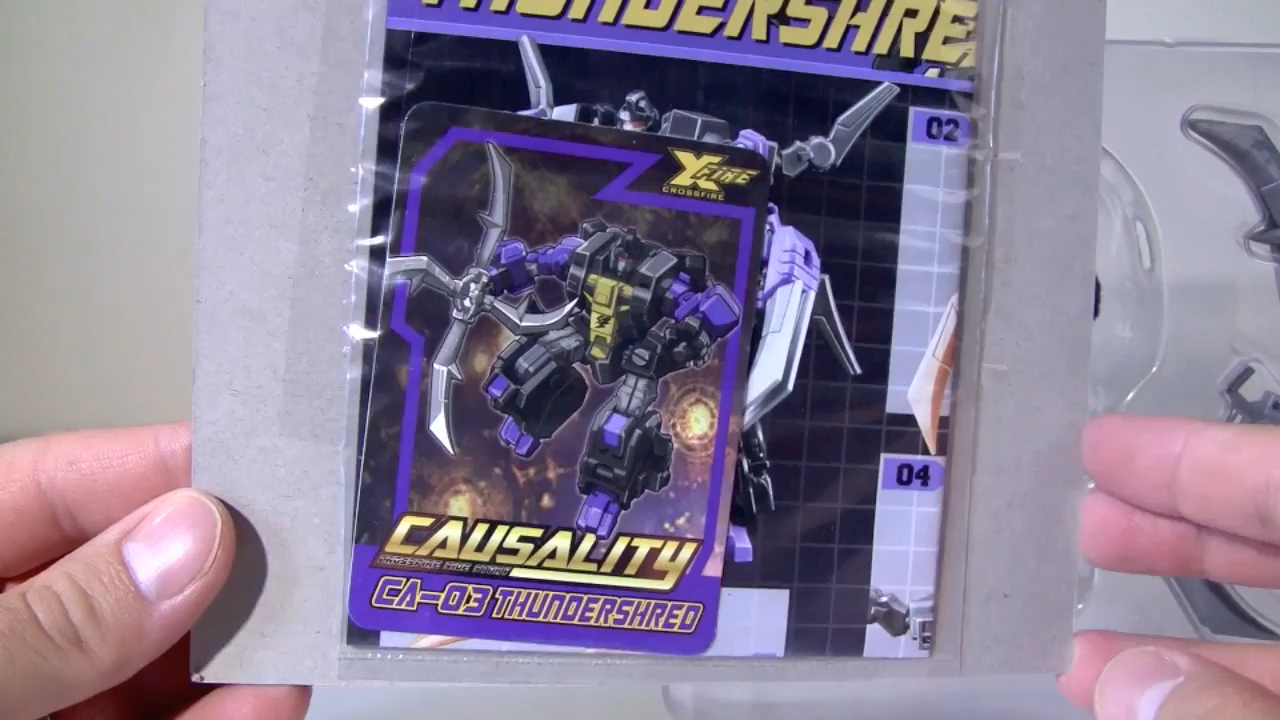 THUNDERSHRE
02
X FIRE
CROSSFIRE
CAUSALITY
04
CA-03 THUNDERSHRED